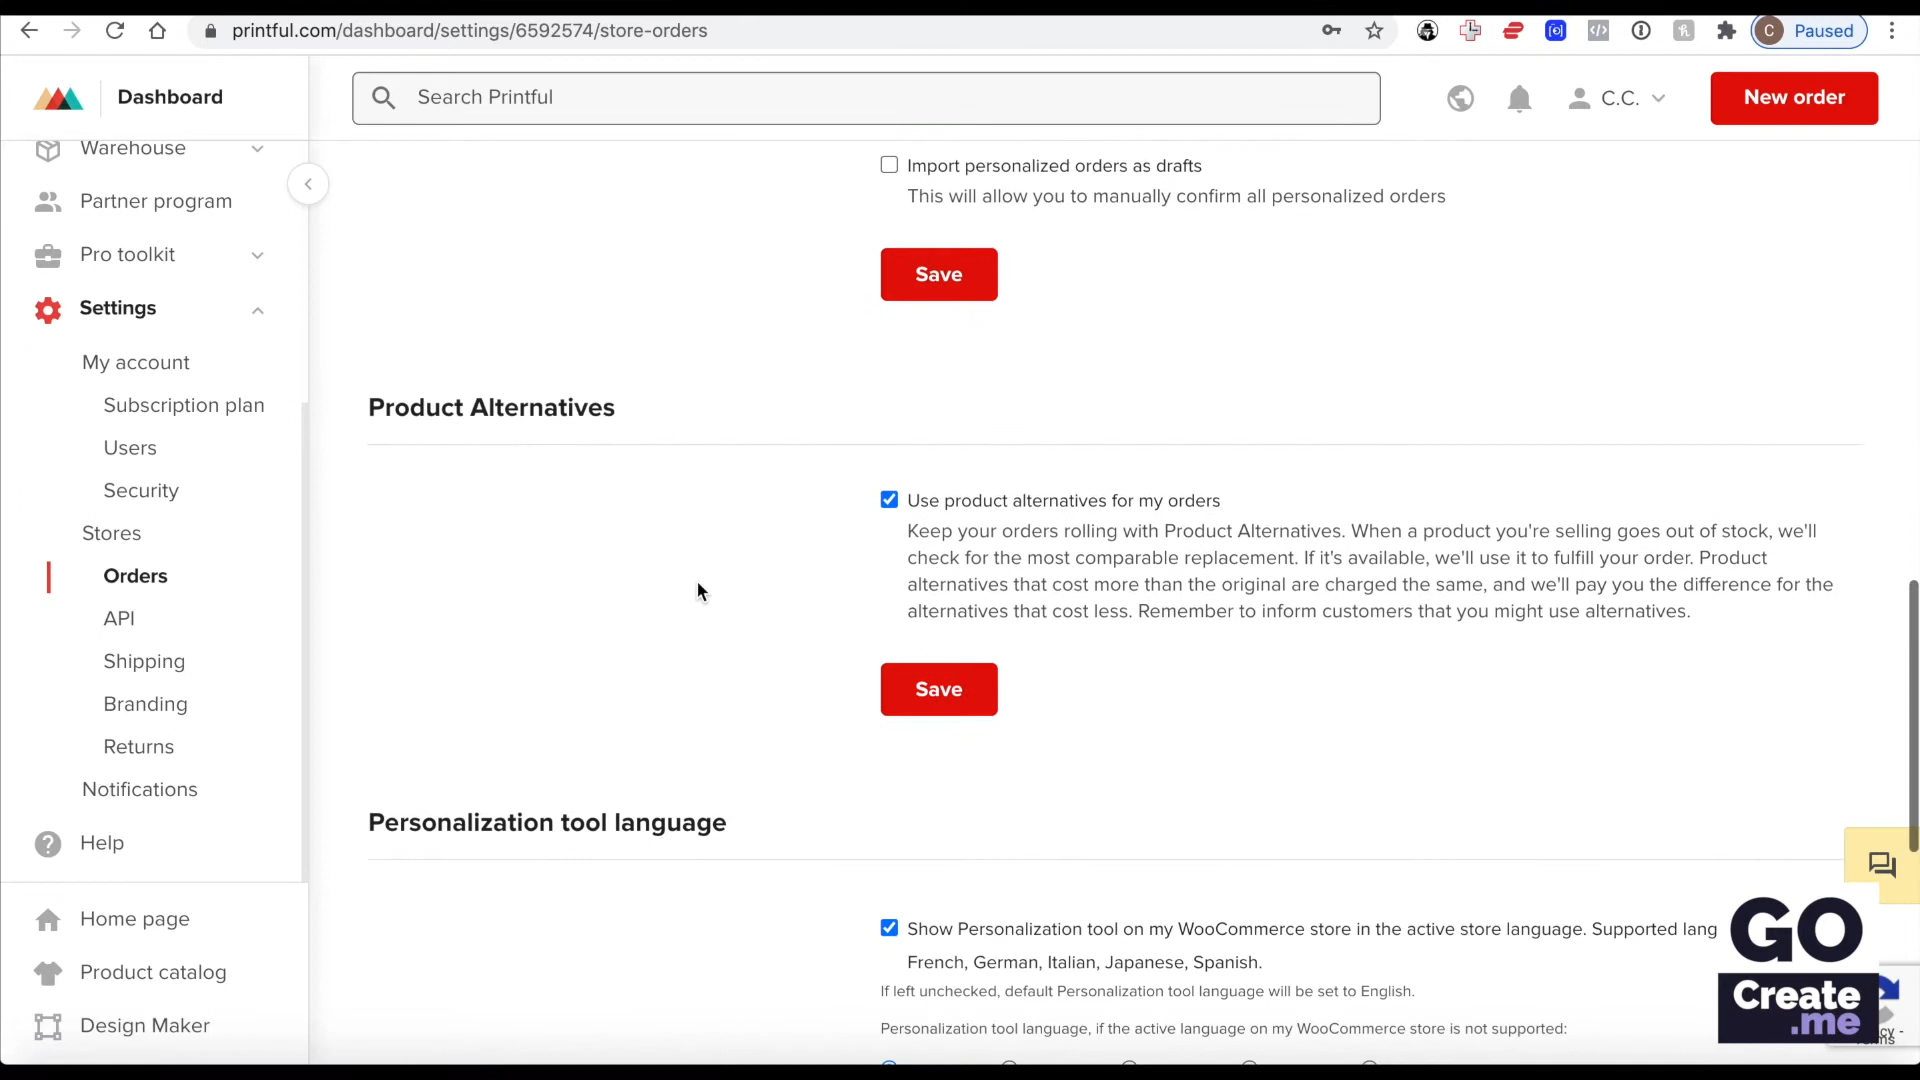 printful.com/dashboard/settings/6592574/store-orders
C
Paused
Dashboard
Search Printful
C.C.
New order
Warehouse
Partner program
Pro toolkit
Settings
My account
Subscription plan
Users
Security
Stores
Orders
API
Shipping
Branding
Returns
Notifications
Help
Home page
Product catalog
Design Maker
Import personalized orders as drafts
This will allow you to manually confirm all personalized orders
Save
Product Alternatives
Use product alternatives for my orders
Keep your orders rolling with Product Alternatives. When a product you're selling goes out of stock, we'll
check for the most comparable replacement. If it's available, we'll use it to fulfill your order. Product
alternatives that cost more than the original are charged the same, and we'll pay you the difference for the
alternatives that cost less. Remember to inform customers that you might use alternatives.
Save
Personalization tool language
Show Personalization tool on my WooCommerce store in the active store language. Supported lang
French, German, Italian, Japanese, Spanish.
If left unchecked, default Personalization tool language will be set to English.
Personalization tool language, if the active language on my WooCommerce store is not supported:
GO
Create
.me